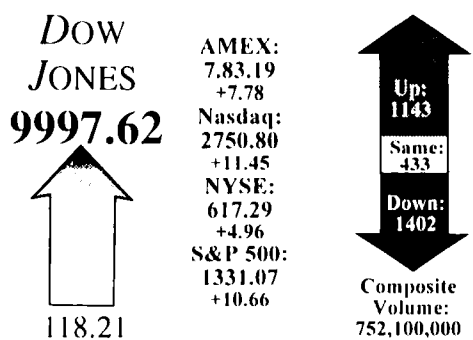 DOW
JONES
9997.62
118.21
AMEX:
7.83.19
+7.78
Nasdaq:
2750.80
+11.45
NYSE:
617.29
+4.96
S&P 500:
1331.07
+10.66
Up:
1143
Same:
433
Down:
1402
Composite
Volume:
752,100,000